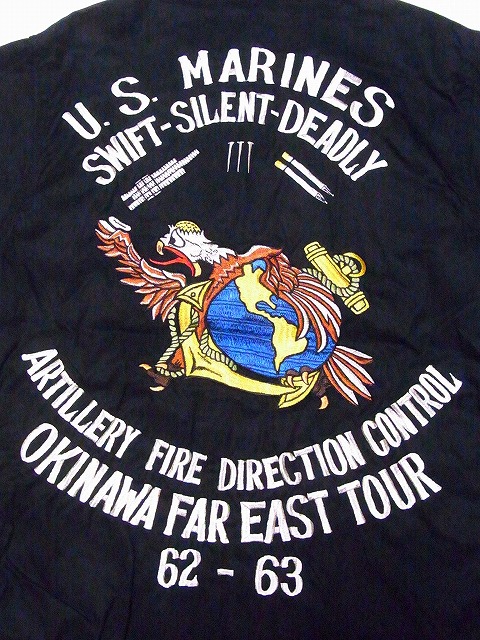 U. S. MARINES
SWIFT-SILENT-DEADLY
ARTILLERY FIRE DIRECTION CONTROL
OKINAWA FAR EAST TOUR
62 - 63